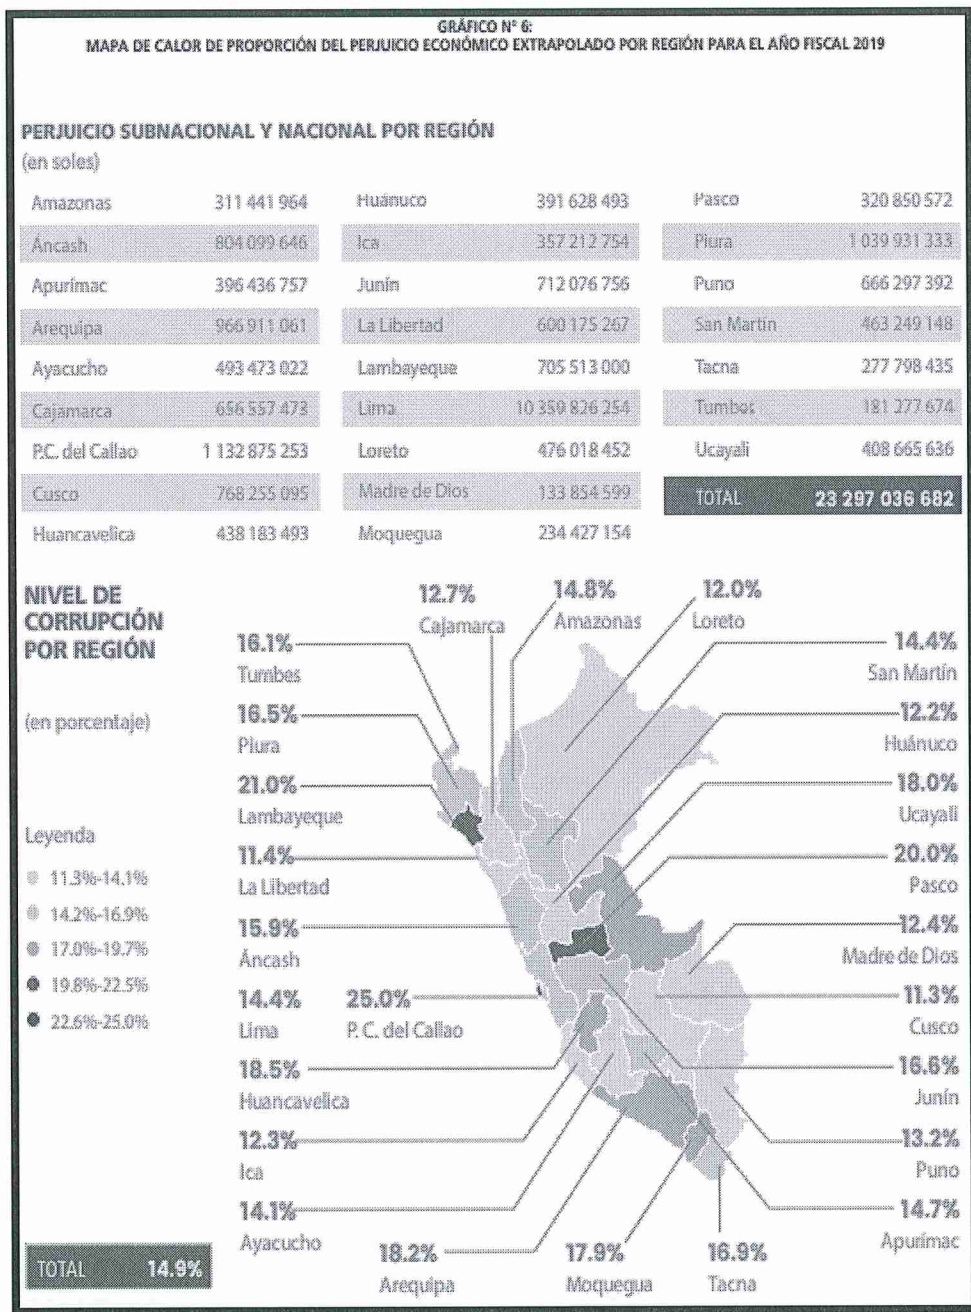 GRÁFICO Nº 6:
MAPA DE CALOR DE PROPORCIÓN DEL PERJUICIO ECONÓMICO EXTRAPOLADO POR REGIÓN PARA EL AÑO FISCAL 2019
PERJUICIO SUBNACIONAL Y NACIONAL POR REGIÓN
(en soles)
Amazonas 311 441 964 Huánuco 391 628 493 Pasco 320 850 572
Áncash 804 099 646 Ica 357 212 754 Piura 1 039 931 333
Apurímac 396 436 757 Junín 712 076 756 Puno 666 297 392
Arequipa 966 911 061 La Libertad 600 175 267 San Martín 463 249 148
Ayacucho 493 473 022 Lambayeque 705 513 000 Tacna 277 798 435
Cajamarca 656 557 473 Lima 10 359 826 254 Tumbes 181 277 674
P.C. del Callao 1 132 875 253 Loreto 476 018 452 Ucayali 408 665 636
Cusco 768 255 095 Madre de Dios 133 854 599 TOTAL 23 297 036 682
Huancavelica 438 183 493 Moquegua 234 427 154
NIVEL DE
CORRUPCIÓN
POR REGIÓN
(en porcentaje)
Leyenda
11.3%-14.1%
14.2%-16.9%
17.0%-19.7%
19.8%-22.5%
22.6%-25.0%
TOTAL 14.9%
12.7%
Cajamarca
14.8%
Amazonas
12.0%
Loreto
16.1%
Tumbes
16.5%
Piura
21.0%
Lambayeque
11.4%
La Libertad
15.9%
Áncash
14.4%
Lima
25.0%
P. C. del Callao
18.5%
Huancavelica
12.3%
Ica
14.1%
Ayacucho
18.2%
Arequipa
17.9%
Moquegua
16.9%
Tacna
14.4%
San Martín
12.2%
Huánuco
18.0%
Ucayali
20.0%
Pasco
12.4%
Madre de Dios
11.3%
Cusco
16.6%
Junín
13.2%
Puno
14.7%
Apurímac